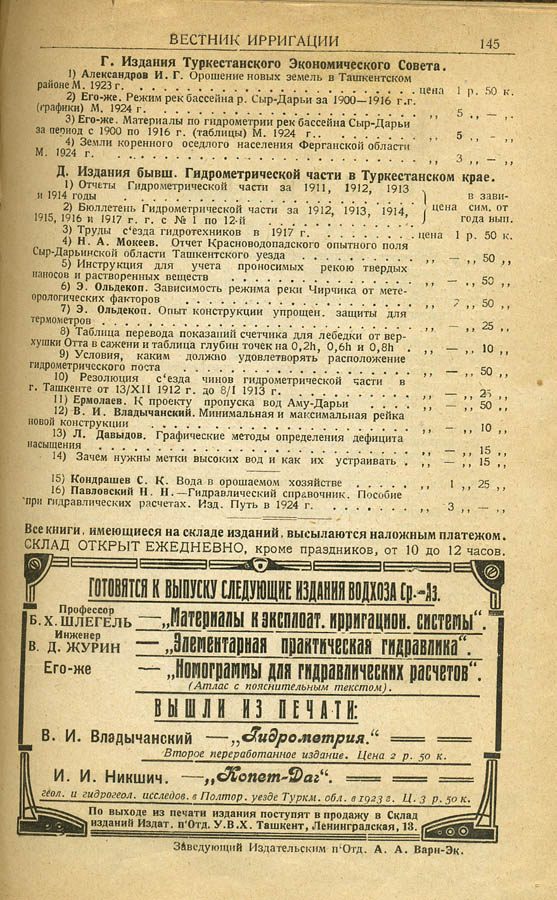 ВЕСТНИК ИРРИГАЦИИ 145
Г. Издания Туркестанского Экономического Совета.
1) Александров И. Г. Орошение новых земель в Ташкентском
районе М. 1923 г. . . . цена 1 р. 50 к.
2) Его-же. Режим рек бассейна р. Сыр-Дарьи за 1900—1916 г.г.
(графики) М. 1924 г. . . . „ 5 „ — „
3) Его-же. Материалы по гидрометрии рек бассейна Сыр-Дарьи
за период с 1900 по 1916 г. (таблицы) М. 1924 г. . . „ 5 „ — „
4) Земли коренного оседлого населения Ферганской области
М. 1924 г. . . . „ 3 „ — „
Д. Издания бывш. Гидрометрической части в Туркестанском крае.
1) Отчеты Гидрометрической части за 1911, 1912, 1913
и 1914 годы . . . в зави-
2) Бюллетень Гидрометрической части за 1912, 1913, 1914, цена сим. от
1915, 1916 и 1917 г. г. с № 1 по 12-й . . . года вып.
3) Труды с'езда гидротехников в 1917 г. . . . цена 1 р. 50 к.
4) Н. А. Мокеев. Отчет Красноводопадского опытного поля
Сыр-Дарьинской области Ташкентского уезда . . . „ — „ 50 „
5) Инструкция для учета проносимых рекою твердых
наносов и растворенных веществ . . . „ — „ 50 „
6) Э. Ольдекоп. Зависимость режима реки Чирчика от мете-
орологических факторов . . . „ 50 „
7) Э. Ольдекоп. Опыт конструкции упрощен. защиты для
термометров . . . „ — „ 25 „
8) Таблица перевода показаний счетчика для лебедки от вер-
хушки Отта в сажени и таблица глубин точек на 0,2h, 0,6h и 0,8h . „ — „ 10 „
9) Условия, каким должно удовлетворять расположение
гидрометрического поста . . . „ — „ 50 „
10) Резолюция с'езда чинов гидрометрической части в
г. Ташкенте от 13/XII 1912 г. до 8/I 1913 г. . . . „ — „ 25 „
11) Ермолаев. К проекту пропуска вод Аму-Дарьи . . . „ — „ 50 „
12) В. И. Владычанский. Минимальная и максимальная рейка
новой конструкции . . . „ — „ 10 „
13) Л. Давыдов. Графические методы определения дефицита
насыщения . . . „ — „ 15 „
14) Зачем нужны метки высоких вод и как их устраивать . „ — „ 15 „
15) Кондрашев С. К. Вода в орошаемом хозяйстве . . . „ 1 „ 25 „
16) Павловский Н. Н.—Гидравлический справочник. Пособие
при гидравлических расчетах. Изд. Путь в 1924 г. . . . „ 3 „ — „
Все книги, имеющиеся на складе изданий, высылаются наложным платежом.
СКЛАД ОТКРЫТ ЕЖЕДНЕВНО, кроме праздников, от 10 до 12 часов.
ГОТОВЯТСЯ К ВЫПУСКУ СЛЕДУЮЩИЕ ИЗДАНИЯ ВОДХОЗА Ср.-Аз.
Профессор
Б. Х. ШЛЕГЕЛЬ —„Материалы к эксплоат. ирригацион. системы".
Инженер
В. Д. ЖУРИН — „Элементарная практическая гидравлика".
Его-же — „Номограммы для гидравлических расчетов".
(Атлас с пояснительным текстом).
ВЫШЛИ ИЗ ПЕЧАТИ:
В. И. Владычанский —„Гидрометрия."
Второе переработанное издание. Цена 2 р. 50 к.
И. И. Никшич. —„Копет-Даг".
геол. и гидрогеол. исследов. в Полтор. уезде Туркм. обл. в 1923 г. Ц. 3 р. 50 к.
По выходе из печати издания поступят в продажу в Склад
изданий Издат. п'Отд. У.В.Х. Ташкент, Ленинградская, 13.
Заведующий Издательским п'Отд. А. А. Варн-Эк.